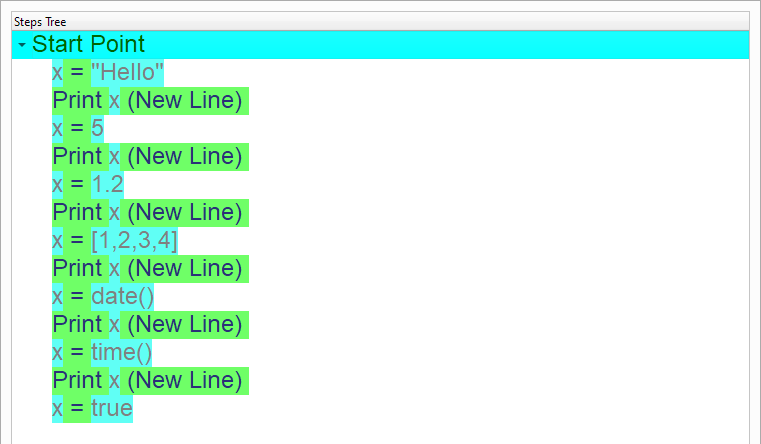 Steps Tree
Start Point
x = "Hello"
Print x (New Line)
x = 5
Print x (New Line)
x = 1.2
Print x (New Line)
x = [1,2,3,4]
Print x (New Line)
x = date()
Print x (New Line)
x = time()
Print x (New Line)
x = true